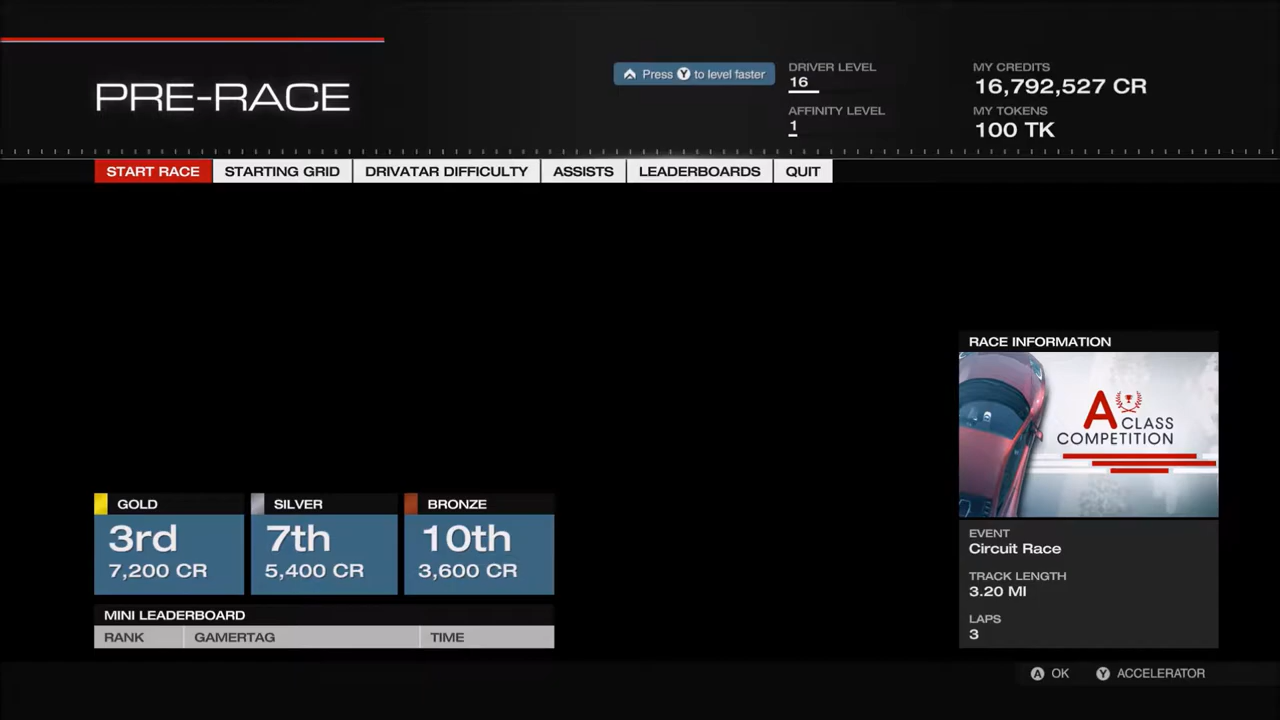 PRE-RACE
Press Y to level faster
DRIVER LEVEL
16
AFFINITY LEVEL
1
MY CREDITS
16,792,527 CR
MY TOKENS
100 TK
START RACE
STARTING GRID
DRIVATAR DIFFICULTY
ASSISTS
LEADERBOARDS
QUIT
RACE INFORMATION
A CLASS
COMPETITION
EVENT
Circuit Race
TRACK LENGTH
3.20 MI
LAPS
3
GOLD
3rd
7,200 CR
SILVER
7th
5,400 CR
BRONZE
10th
3,600 CR
MINI LEADERBOARD
RANK GAMERTAG TIME
A OK
Y ACCELERATOR